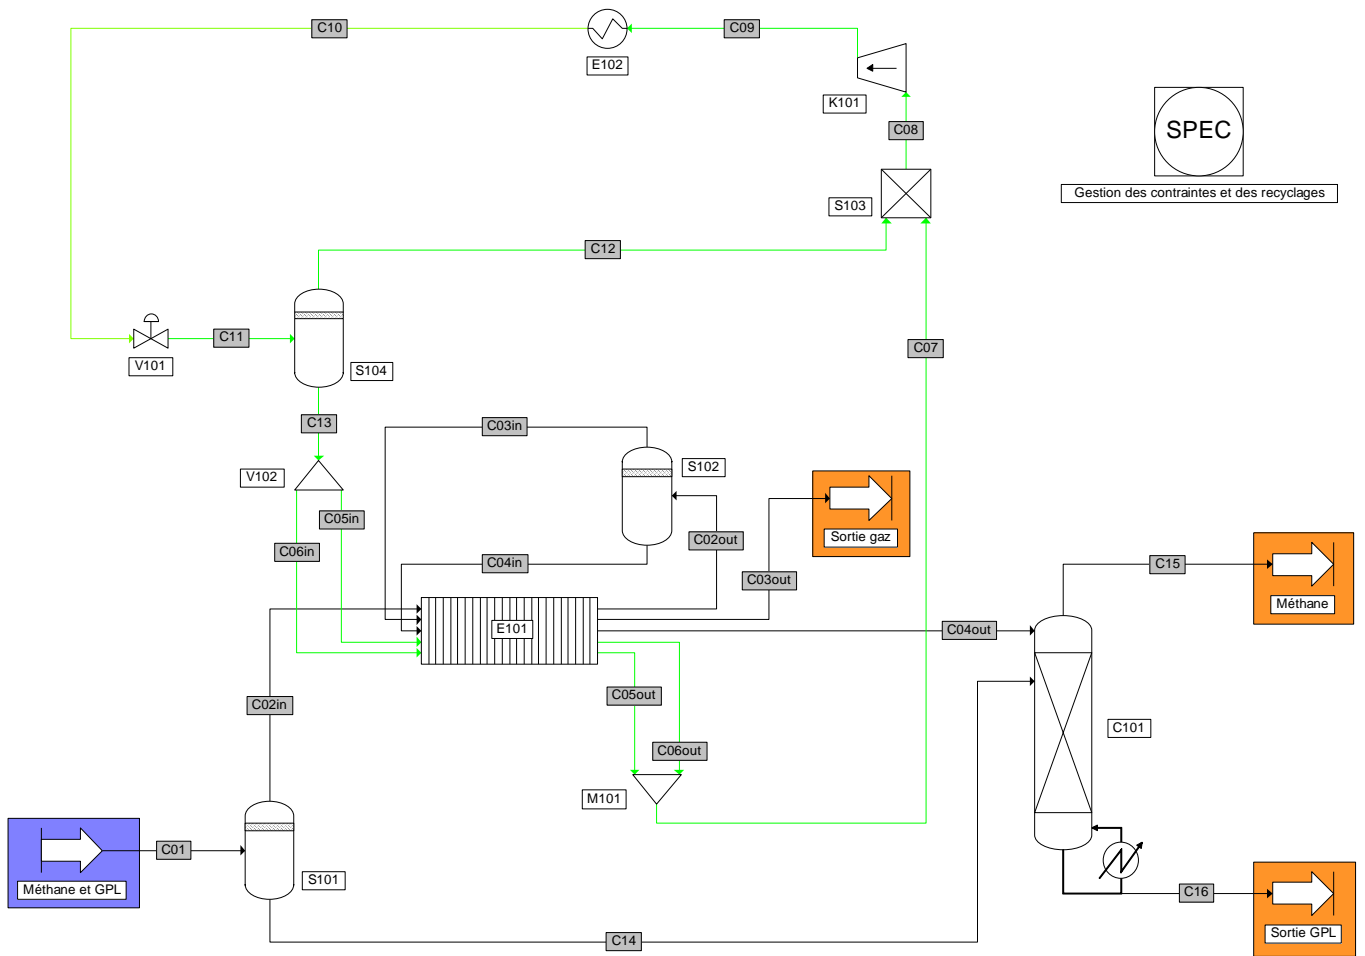 C10
C09
E102
K101
C08
SPEC
Gestion des contraintes et des recyclages
S103
C12
C11
V101
S104
C07
C13
C03in
V102
S102
C05in
C06in
C02out
Sortie gaz
C04in
C03out
C15
Méthane
E101
C04out
C02in
C05out
C06out
C101
M101
C01
Méthane et GPL
S101
C16
Sortie GPL
C14